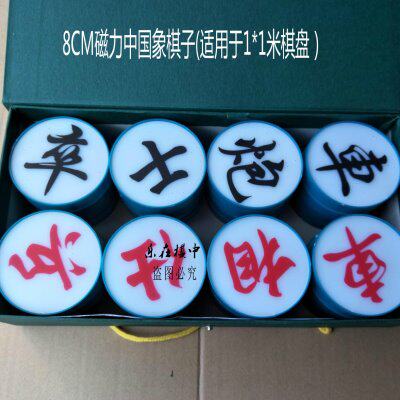 8CM磁力中国象棋子(适用于1*1米棋盘)
卒 士 炮 車
仕 相 車
乐在棋中
盗图必究